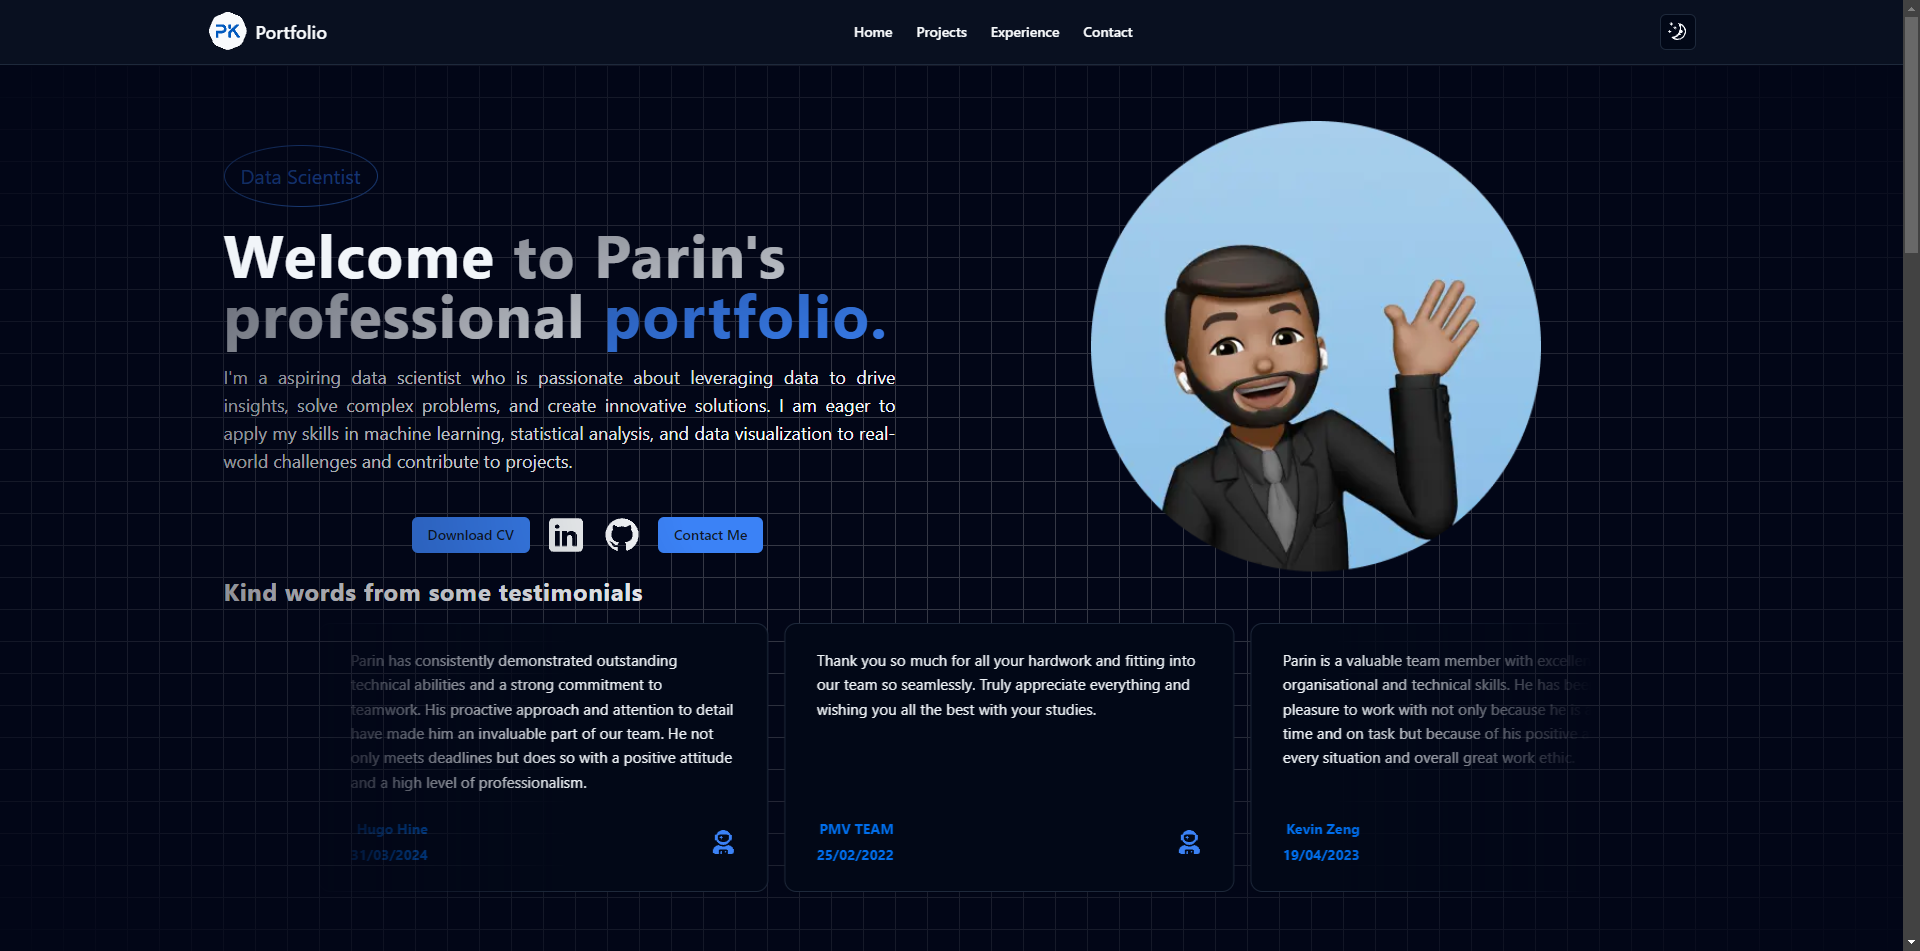 PK Portfolio
Home Projects Experience Contact
Data Scientist
Welcome to Parin's
professional portfolio.
I'm a aspiring data scientist who is passionate about leveraging data to drive
insights, solve complex problems, and create innovative solutions. I am eager to
apply my skills in machine learning, statistical analysis, and data visualization to real-
world challenges and contribute to projects.
Download CV in Contact Me
Kind words from some testimonials
Parin has consistently demonstrated outstanding
technical abilities and a strong commitment to
teamwork. His proactive approach and attention to detail
have made him an invaluable part of our team. He not
only meets deadlines but does so with a positive attitude
and a high level of professionalism.
Hugo Hine
31/03/2024
Thank you so much for all your hardwork and fitting into
our team so seamlessly. Truly appreciate everything and
wishing you all the best with your studies.
PMV TEAM
25/02/2022
Parin is a valuable team member with
organisational and technical skills. He has
pleasure to work with not only because he is
time and on task but because of his positive
every situation and overall great work ethic.
Kevin Zeng
19/04/2023